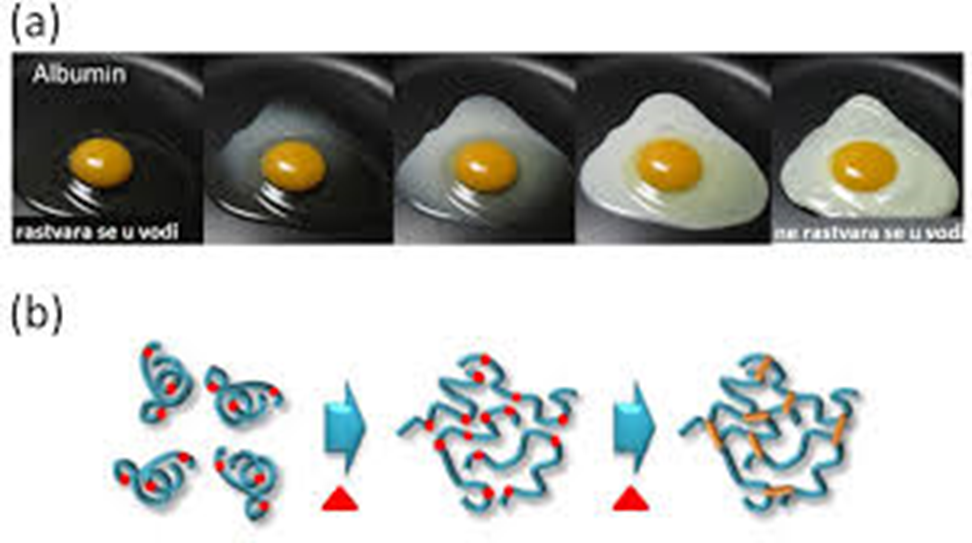 (a)
Albumin
rastvara se u vodi
ne rastvara se u vodi
(b)